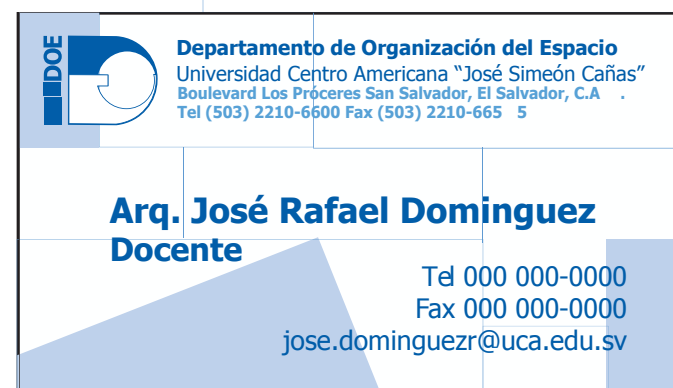 DOE
Departamento de Organización del Espacio
Universidad Centro Americana “José Simeón Cañas”
Boulevard Los Próceres San Salvador, El Salvador, C.A .
Tel (503) 2210-6600 Fax (503) 2210-665 5
Arq. José Rafael Dominguez
Docente
Tel 000 000-0000
Fax 000 000-0000
jose.dominguezr@uca.edu.sv